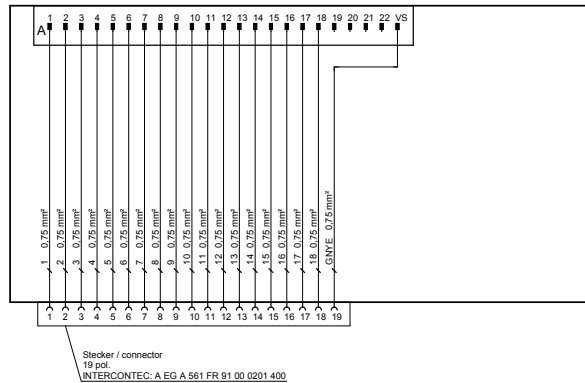 1 2 3 4 5 6 7 8 9 10 11 12 13 14 15 16 17 18 19 20 21 22 VS
A
1 0,75 mm²
2 0,75 mm²
3 0,75 mm²
4 0,75 mm²
5 0,75 mm²
6 0,75 mm²
7 0,75 mm²
8 0,75 mm²
9 0,75 mm²
10 0,75 mm²
11 0,75 mm²
12 0,75 mm²
13 0,75 mm²
14 0,75 mm²
15 0,75 mm²
16 0,75 mm²
17 0,75 mm²
18 0,75 mm²
GNYE 0,75 mm²
1 2 3 4 5 6 7 8 9 10 11 12 13 14 15 16 17 18 19
Stecker / connector
19 pol.
INTERCONTEC: A EG A 561 FR 91 00 0201 400